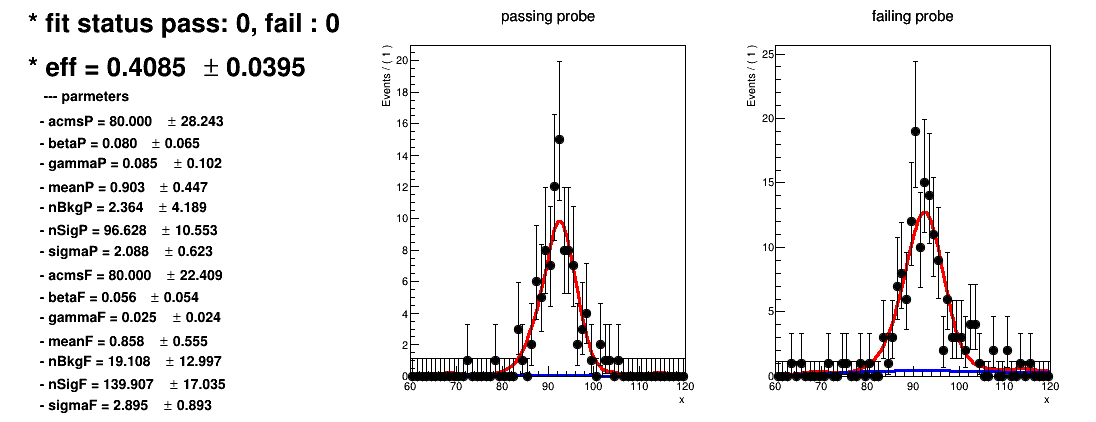 * fit status pass: 0, fail : 0
* eff = 0.4085 ± 0.0395
--- parmeters
- acmsP = 80.000 ± 28.243
- betaP = 0.080 ± 0.065
- gammaP = 0.085 ± 0.102
- meanP = 0.903 ± 0.447
- nBkgP = 2.364 ± 4.189
- nSigP = 96.628 ± 10.553
- sigmaP = 2.088 ± 0.623
- acmsF = 80.000 ± 22.409
- betaF = 0.056 ± 0.054
- gammaF = 0.025 ± 0.024
- meanF = 0.858 ± 0.555
- nBkgF = 19.108 ± 12.997
- nSigF = 139.907 ± 17.035
- sigmaF = 2.895 ± 0.893
passing probe
Events / ( 1 )
20
18
16
14
12
10
8
6
4
2
0
60 70 80 90 100 110 120
x
failing probe
Events / ( 1 )
25
20
15
10
5
0
60 70 80 90 100 110 120
x